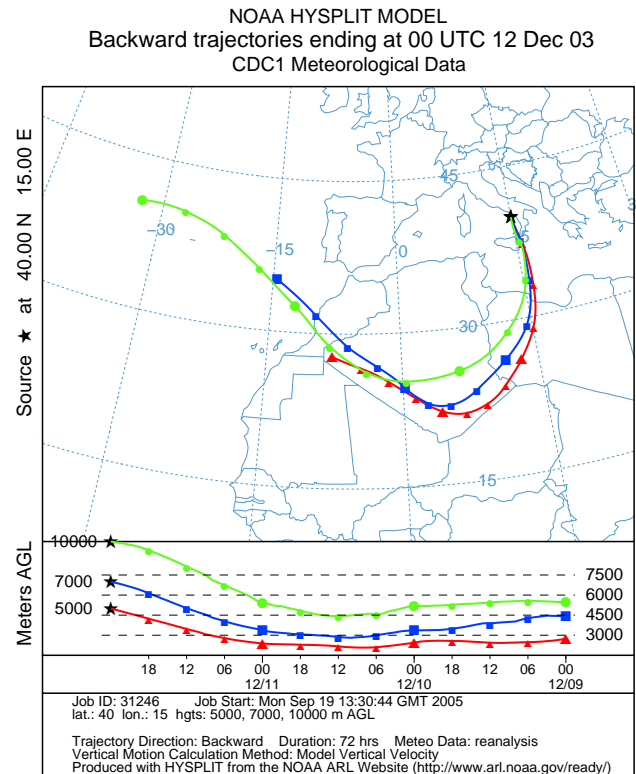 NOAA HYSPLIT MODEL
Backward trajectories ending at 00 UTC 12 Dec 03
CDC1 Meteorological Data
Source ★ at 40.00 N 15.00 E
−30
−15
0
15
45
30
15
Meters AGL
10000
7000
5000
7500
6000
4500
3000
18 12 06 00 18 12 06 00 18 12 06 00
12/11 12/10 12/09
Job ID: 31246 Job Start: Mon Sep 19 13:30:44 GMT 2005
lat.: 40 lon.: 15 hgts: 5000, 7000, 10000 m AGL
Trajectory Direction: Backward Duration: 72 hrs Meteo Data: reanalysis
Vertical Motion Calculation Method: Model Vertical Velocity
Produced with HYSPLIT from the NOAA ARL Website (http://www.arl.noaa.gov/ready/)